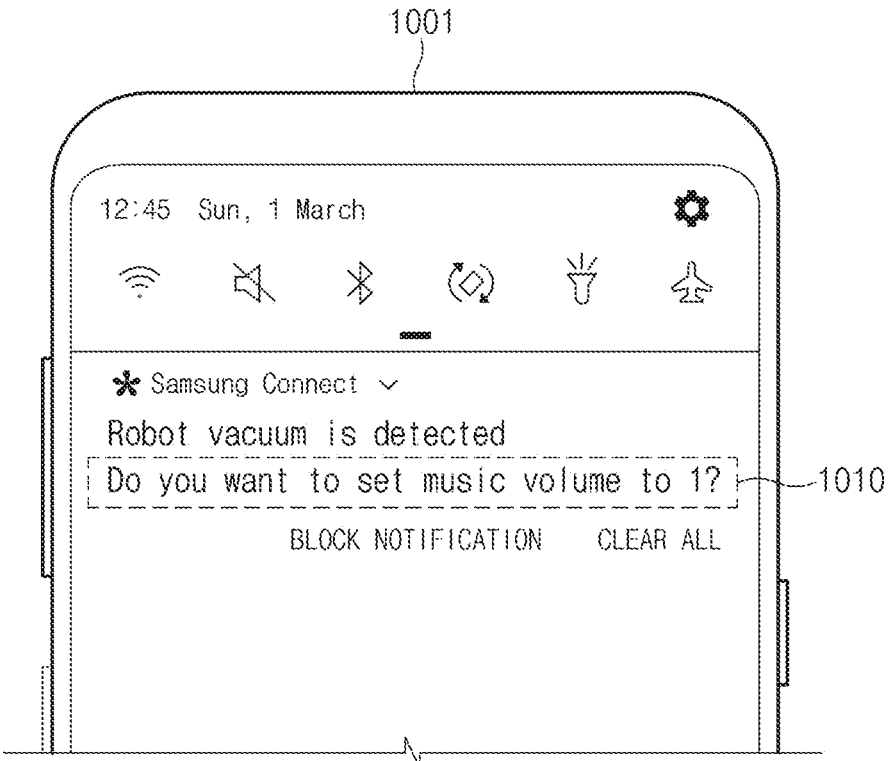 1001
12:45 Sun, 1 March
Samsung Connect
Robot vacuum is detected
Do you want to set music volume to 1?
1010
BLOCK NOTIFICATION CLEAR ALL